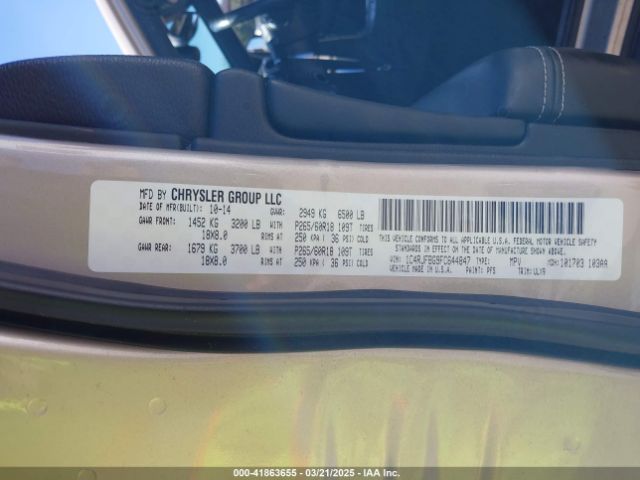 MFD BY CHRYSLER GROUP LLC
DATE OF MFR(BUILT): 10-14 GVWR: 2949 KG 6500 LB
GAWR FRONT: 1452 KG 3200 LB WITH P265/60R18 109T TIRES
18X8.0 RIMS AT 250 KPA ( 36 PSI) COLD
GAWR REAR: 1679 KG 3700 LB WITH P265/60R18 109T TIRES
18X8.0 RIMS AT 250 KPA ( 36 PSI) COLD
THIS VEHICLE CONFORMS TO ALL APPLICABLE U.S.A. FEDERAL MOTOR VEHICLE SAFETY
STANDARDS IN EFFECT ON THE DATE OF MANUFACTURE SHOWN ABOVE.
VIN: 1C4RJFBG9FC644847 TYPE: MPV MDH: 101703 103AA
VEHICLE MADE IN U.S.A. PAINT: PFS TRIM: VLX9
000-41863655 — 03/21/2025 — IAA Inc.